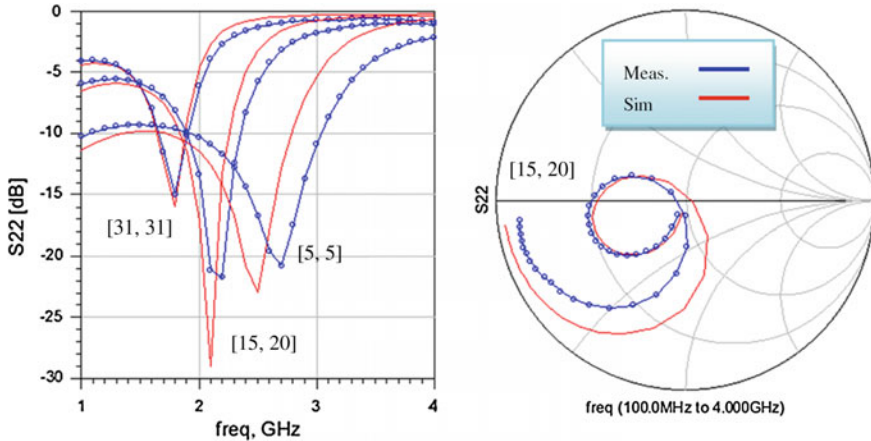 0
-5
-10
-15
-20
-25
-30
S22 [dB]
1
2
3
4
freq, GHz
[31, 31]
[5, 5]
[15, 20]
Meas.
Sim
[15, 20]
S22
freq (100.0MHz to 4.000GHz)